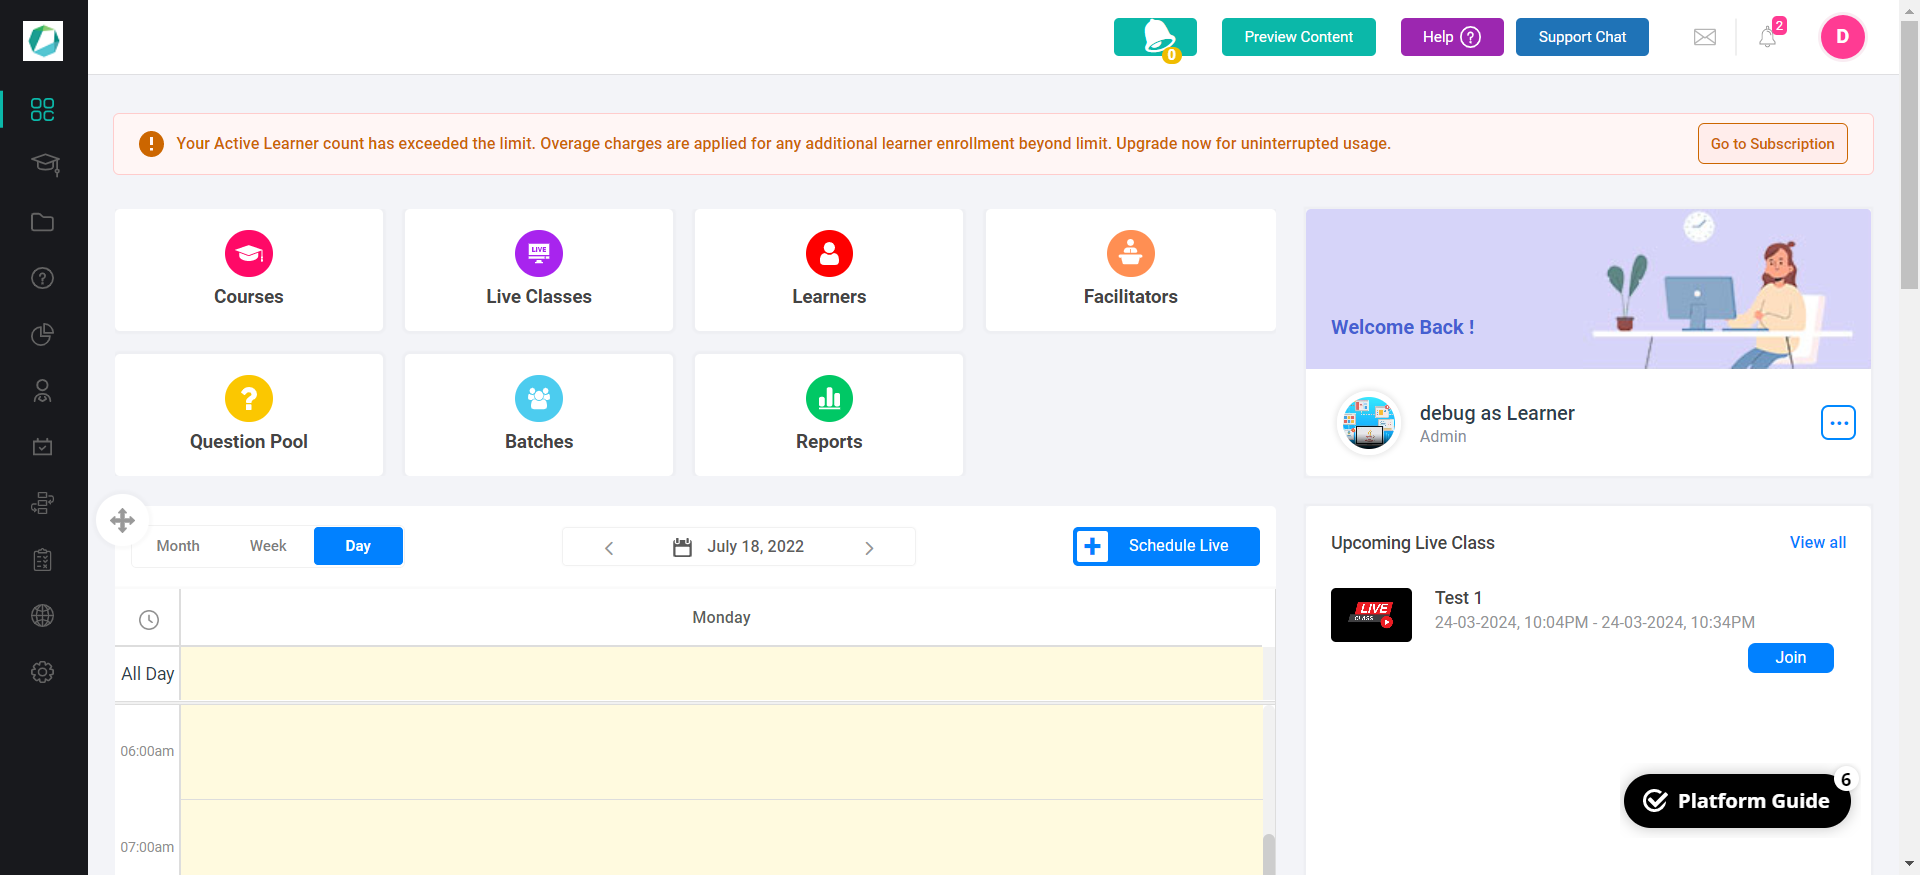 0
Preview Content
Help ?
Support Chat
2
D
Your Active Learner count has exceeded the limit. Overage charges are applied for any additional learner enrollment beyond limit. Upgrade now for uninterrupted usage.
Go to Subscription
Courses
LIVE
Live Classes
Learners
Facilitators
Question Pool
Batches
Reports
Welcome Back !
debug as Learner
Admin
Month
Week
Day
July 18, 2022
Schedule Live
Monday
All Day
06:00am
07:00am
Upcoming Live Class
View all
LIVE
CLASS
Test 1
24-03-2024, 10:04PM - 24-03-2024, 10:34PM
Join
6
Platform Guide